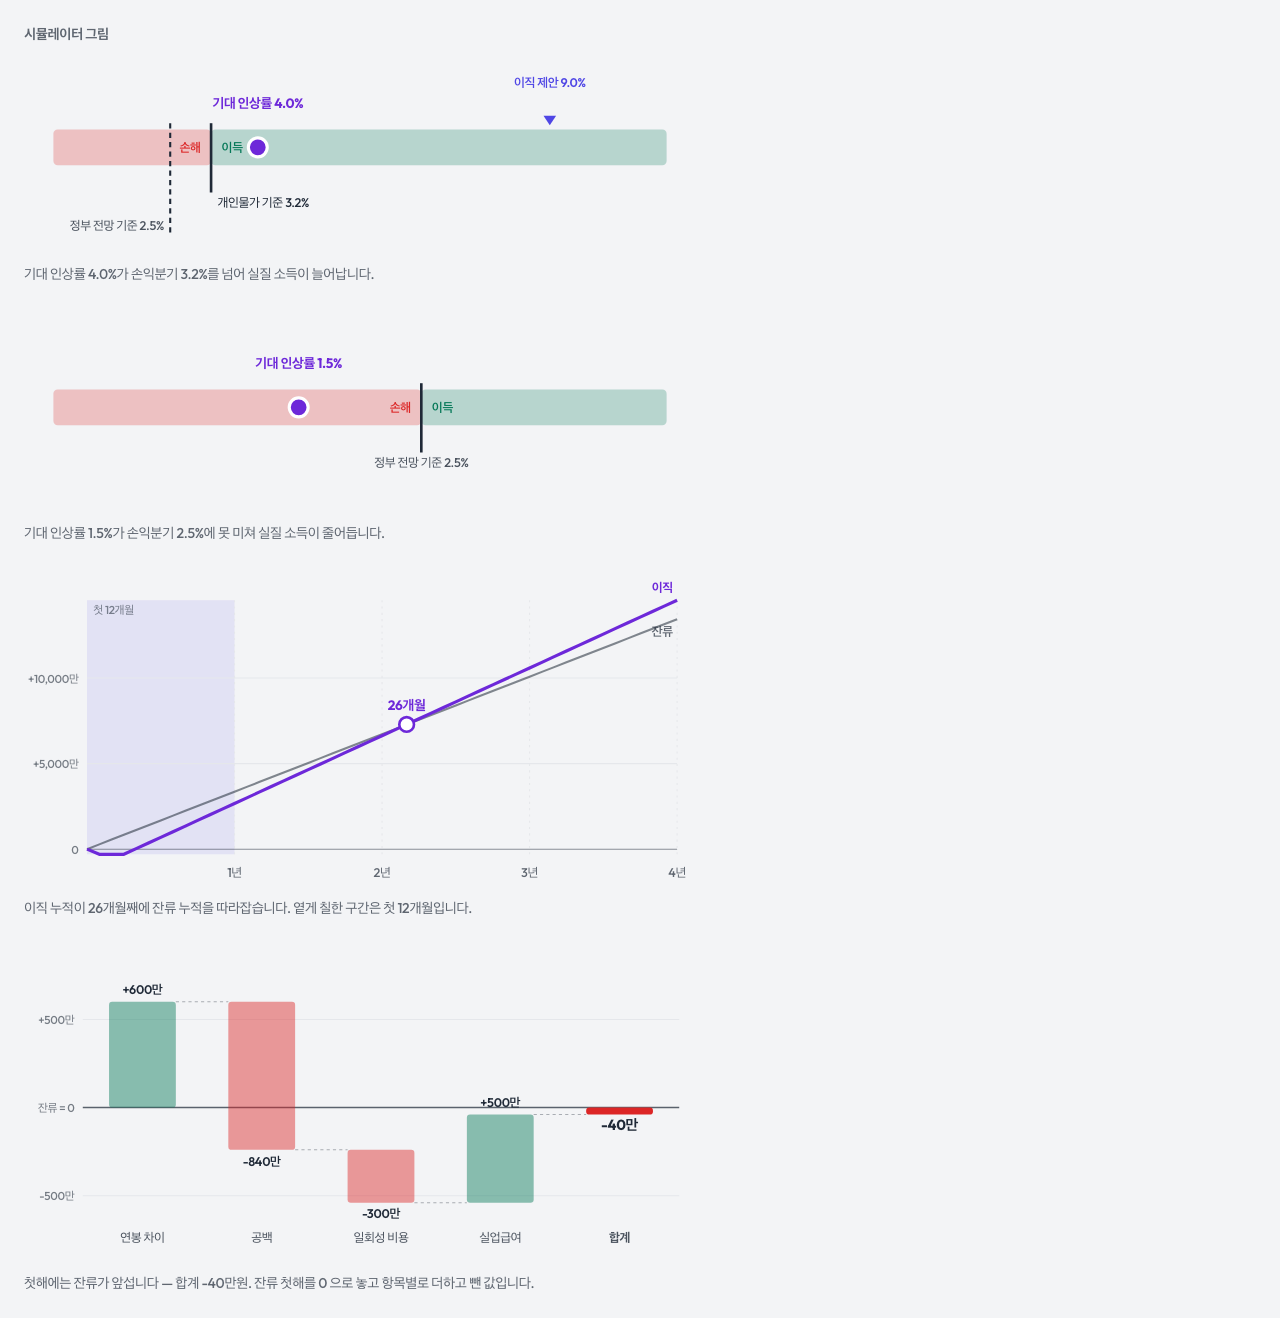 시뮬레이터 그림
이직 제안 9.0%
기대 인상률 4.0%
손해
이득
개인물가 기준 3.2%
정부 전망 기준 2.5%
기대 인상률 4.0%가 손익분기 3.2%를 넘어 실질 소득이 늘어납니다.
기대 인상률 1.5%
손해
이득
정부 전망 기준 2.5%
기대 인상률 1.5%가 손익분기 2.5%에 못 미쳐 실질 소득이 줄어듭니다.
이직
첫 12개월
잔류
+10,000만
26개월
+5,000만
0
1년
2년
3년
4년
이직 누적이 26개월째에 잔류 누적을 따라잡습니다. 옅게 칠한 구간은 첫 12개월입니다.
+600만
+500만
잔류 = 0
+500만
-40만
-840만
-500만
-300만
연봉 차이
공백
일회성 비용
실업급여
합계
첫해에는 잔류가 앞섭니다 — 합계 -40만원. 잔류 첫해를 0 으로 놓고 항목별로 더하고 뺀 값입니다.